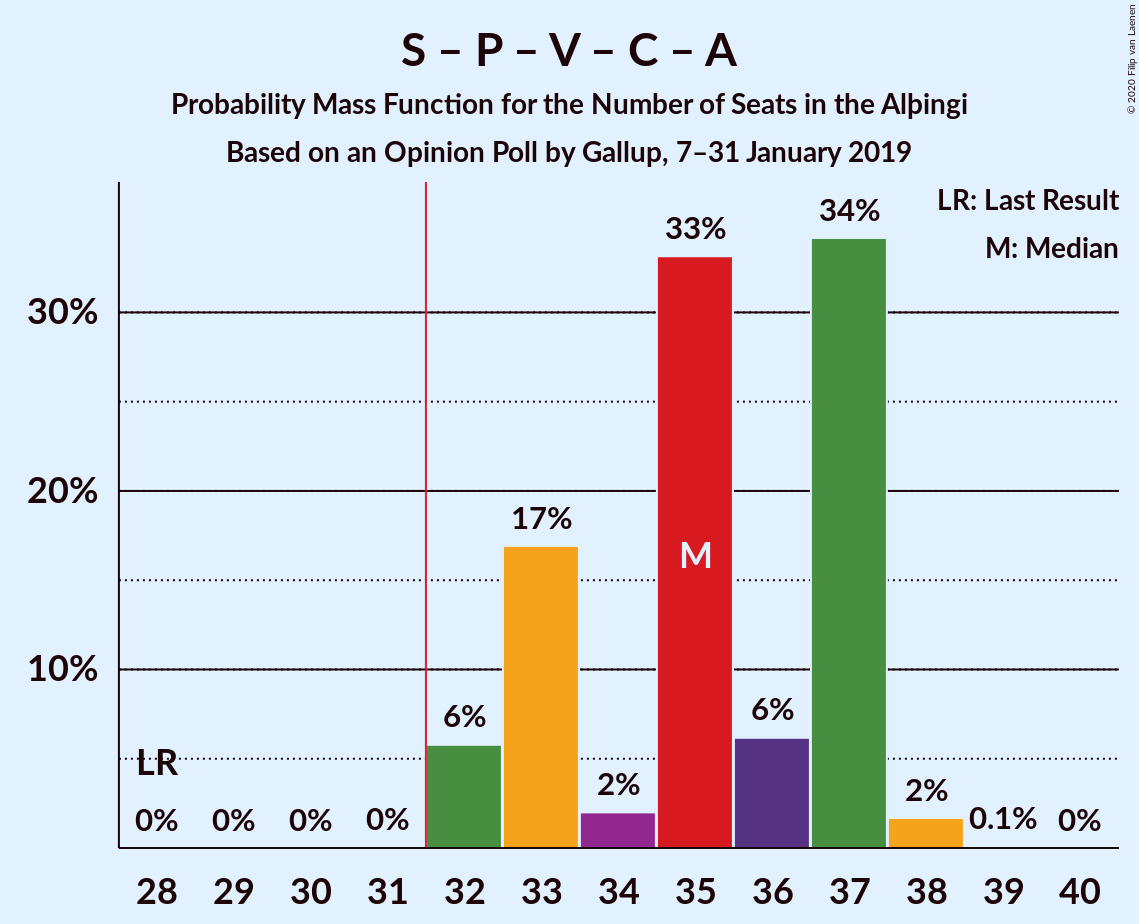 S – P – V – C – A
Probability Mass Function for the Number of Seats in the Alþingi
Based on an Opinion Poll by Gallup, 7–31 January 2019
© 2020 Filip van Laenen
LR: Last Result
M: Median
30%
20%
10%
LR
0%
0%
0%
0%
6%
17%
2%
33%
M
6%
34%
2%
0.1%
0%
28 29 30 31 32 33 34 35 36 37 38 39 40